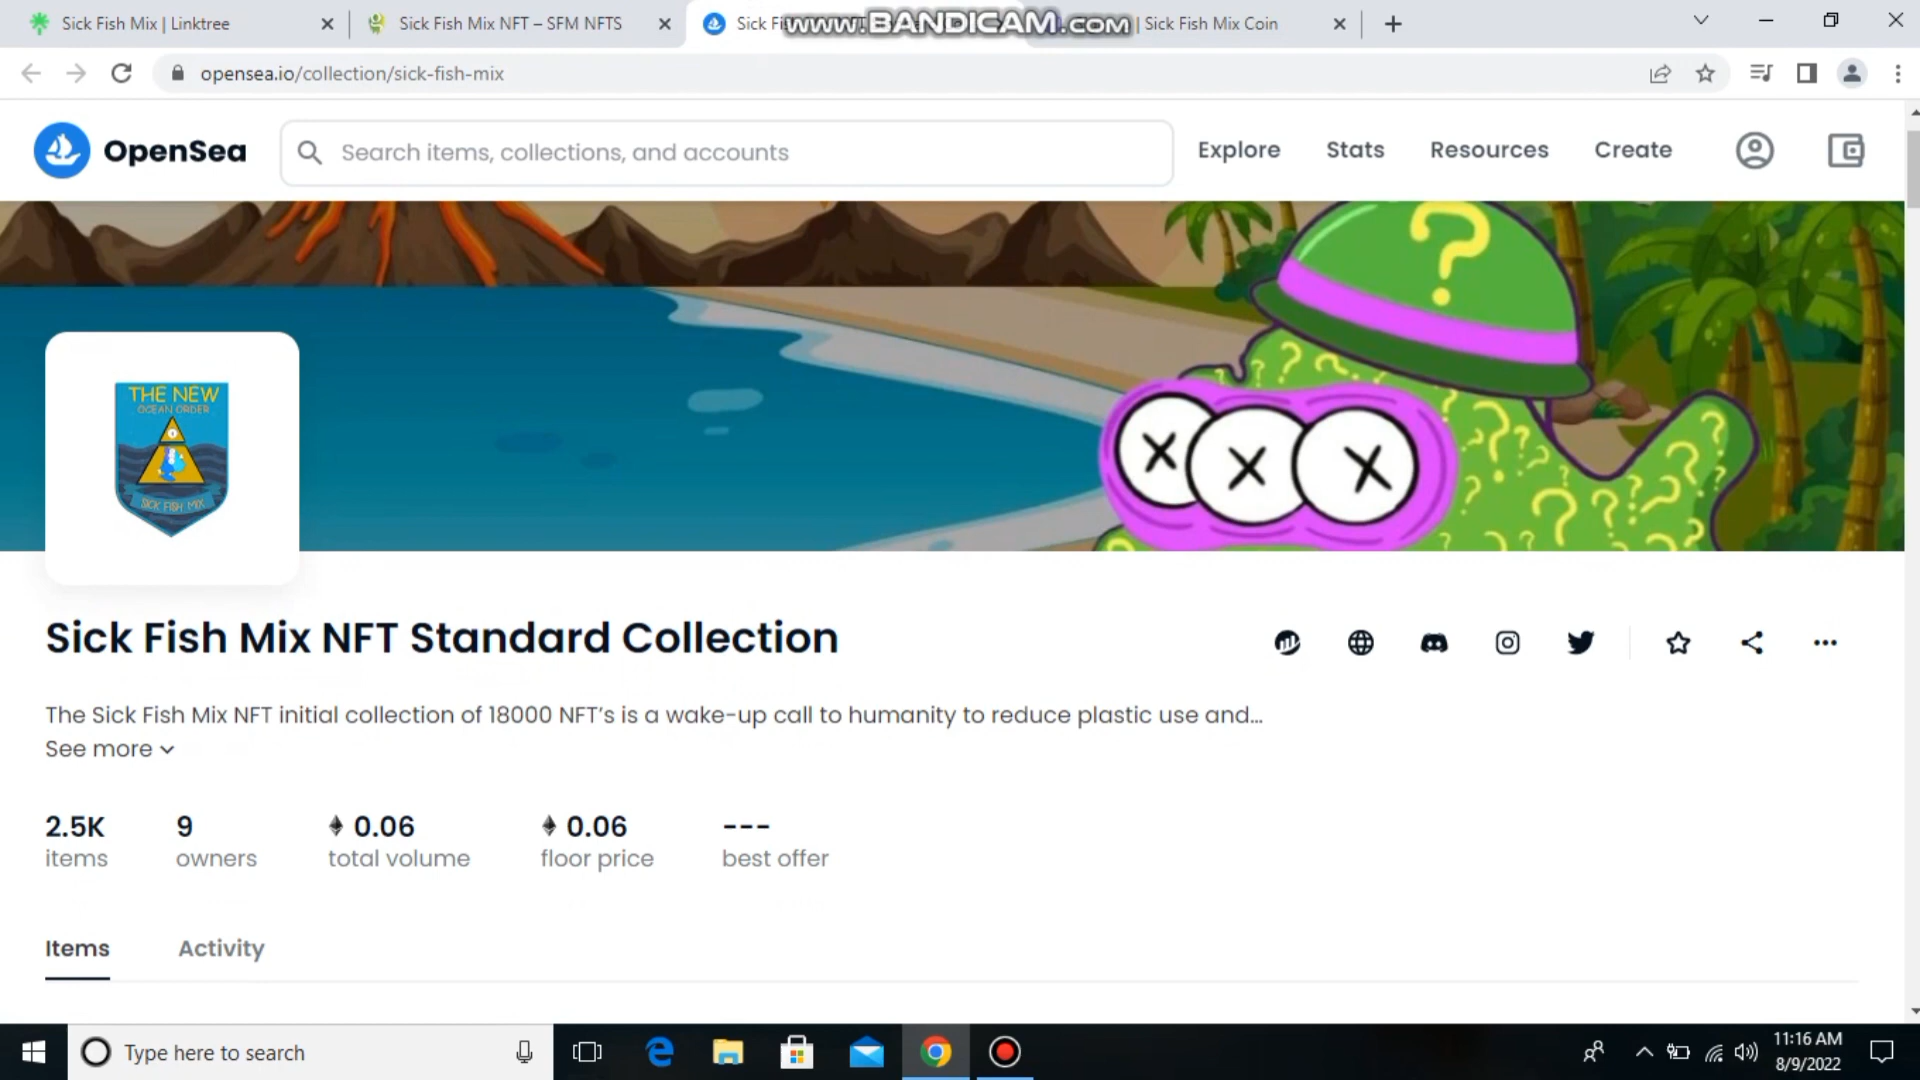 Sick Fish Mix | Linktree
Sick Fish Mix NFT – SFM NFTS
Sick Fi
www.BANDICAM.com
| Sick Fish Mix Coin
opensea.io/collection/sick-fish-mix
OpenSea
Search items, collections, and accounts
Explore
Stats
Resources
Create
?
THE NEW
OCEAN ORDER
SICK FISH MIX
Sick Fish Mix NFT Standard Collection
The Sick Fish Mix NFT initial collection of 18000 NFT’s is a wake-up call to humanity to reduce plastic use and...
See more
2.5K
9
0.06
0.06
---
items
owners
total volume
floor price
best offer
Items
Activity
Type here to search
11:16 AM
8/9/2022